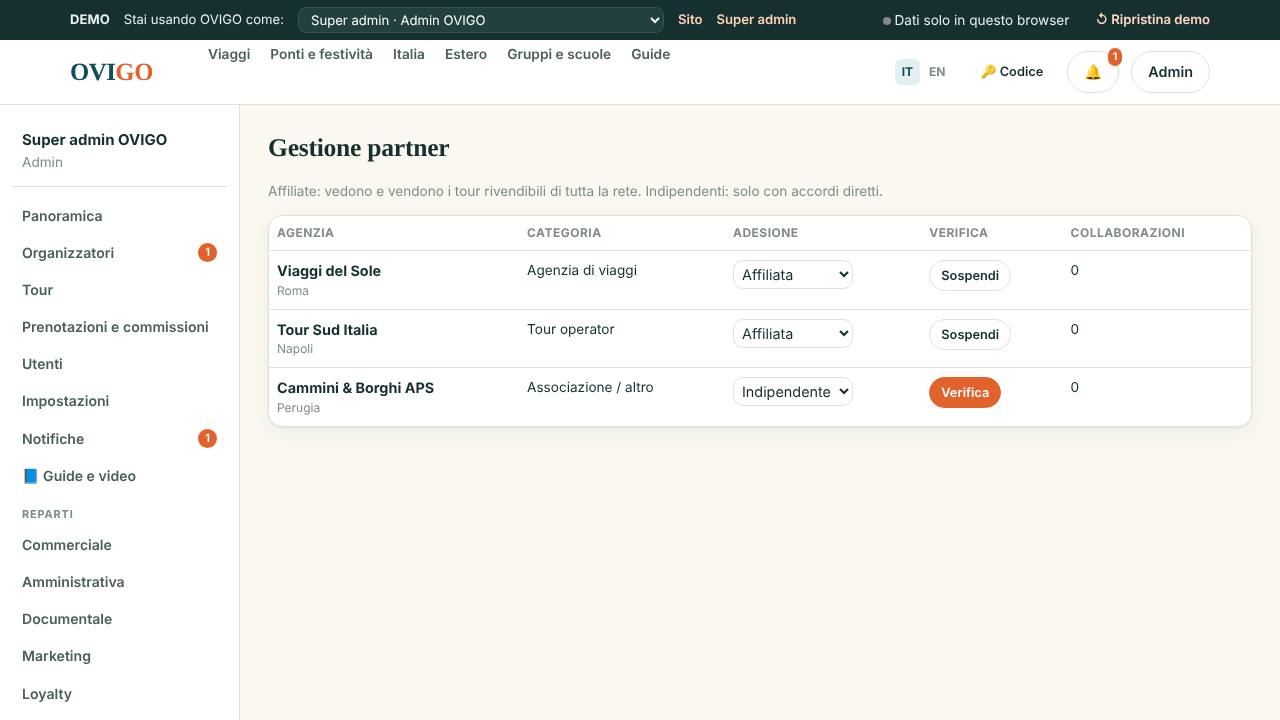 DEMO Stai usando OVIGO come: Super admin · Admin OVIGO Sito Super admin Dati solo in questo browser ↺ Ripristina demo
OVIGO Viaggi Ponti e festività Italia Estero Gruppi e scuole Guide IT EN 🔑 Codice 🔔 1 Admin
Super admin OVIGO
Admin
Panoramica
Organizzatori 1
Tour
Prenotazioni e commissioni
Utenti
Impostazioni
Notifiche 1
📘 Guide e video
REPARTI
Commerciale
Amministrativa
Documentale
Marketing
Loyalty
Gestione partner
Affiliate: vedono e vendono i tour rivendibili di tutta la rete. Indipendenti: solo con accordi diretti.
AGENZIA CATEGORIA ADESIONE VERIFICA COLLABORAZIONI
Viaggi del Sole Agenzia di viaggi Affiliata Sospendi 0
Roma
Tour Sud Italia Tour operator Affiliata Sospendi 0
Napoli
Cammini & Borghi APS Associazione / altro Indipendente Verifica 0
Perugia